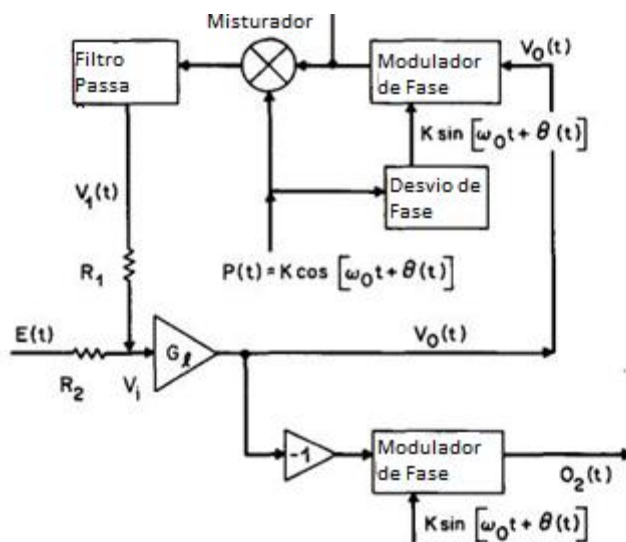 Misturador
Filtro
Passa
Modulador
de Fase
V₀(t)
K sin [ω₀t + θ(t)]
V₁(t)
Desvio de
Fase
R₁
P(t) = K cos [ω₀t + θ(t)]
E(t)
R₂
Vᵢ
G_ℓ
V₀(t)
-1
Modulador
de Fase
O₂(t)
K sin [ω₀t + θ(t)]